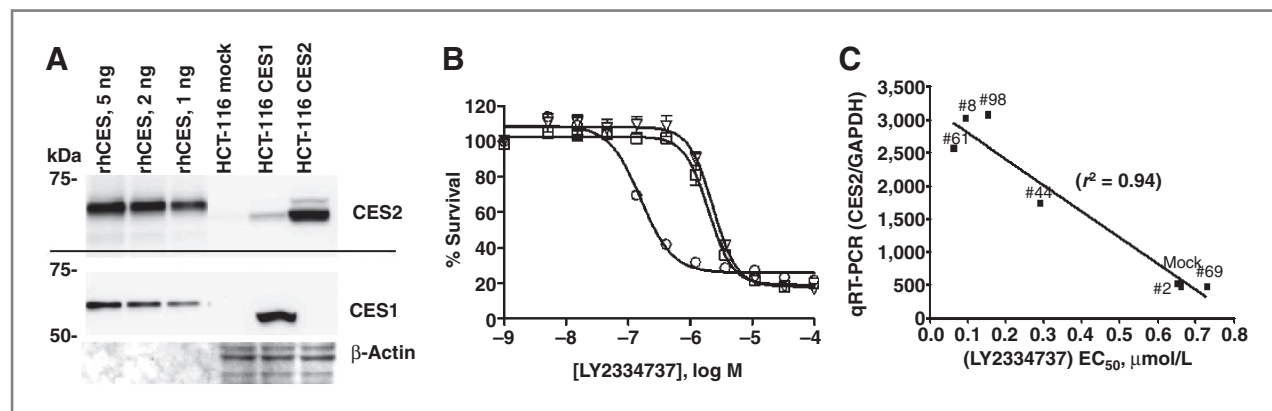 A
rhCES, 5 ng
rhCES, 2 ng
rhCES, 1 ng
HCT-116 mock
HCT-116 CES1
HCT-116 CES2
kDa
75-
CES2
75-
CES1
50-
β-Actin
B
% Survival
120
100
80
60
40
20
0
−9
−8
−7
−6
−5
−4
[LY2334737], log M
C
qRT-PCR (CES2/GAPDH)
3,500
3,000
2,500
2,000
1,500
1,000
500
0
#8
#98
#61
#44
(r² = 0.94)
Mock
#69
#2
0.0
0.1
0.2
0.3
0.4
0.5
0.6
0.7
0.8
(LY2334737) EC₅₀, μmol/L